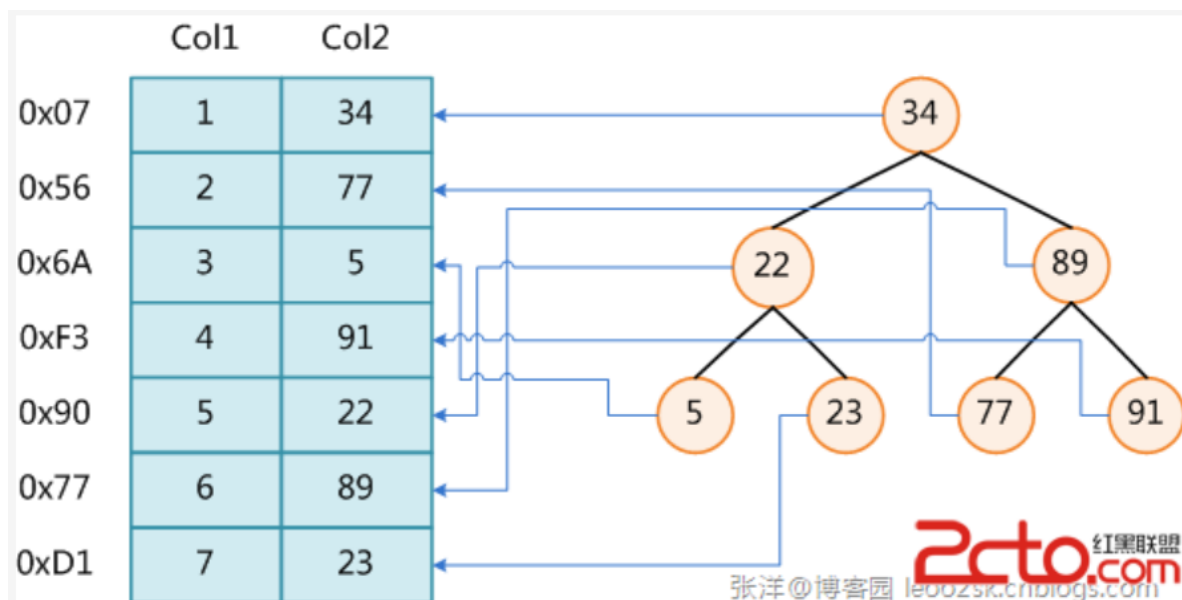 Col1 Col2
0x07 1 34 34
0x56 2 77
0x6A 3 5 22 89
0xF3 4 91
0x90 5 22 5 23 77 91
0x77 6 89
0xD1 7 23
2cto.com 红黑联盟
张洋@博客园 leoo2sk.cnblogs.com